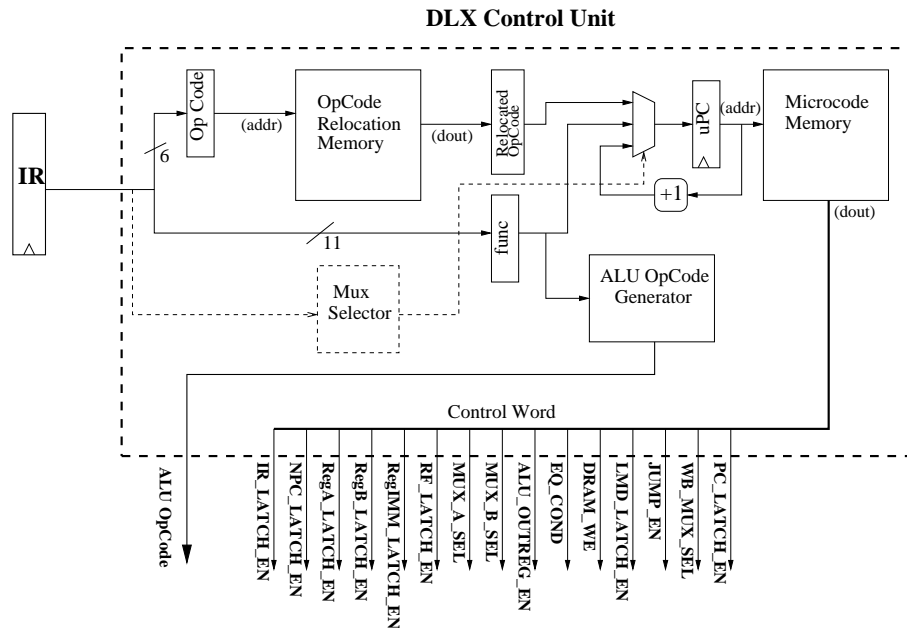 DLX Control Unit
IR
6
11
Op Code
(addr)
OpCode
Relocation
Memory
(dout)
Relocated
OpCode
func
Mux
Selector
uPC
+1
(addr)
Microcode
Memory
(dout)
ALU OpCode
Generator
Control Word
ALU OpCode
IR_LATCH_EN
NPC_LATCH_EN
RegA_LATCH_EN
RegB_LATCH_EN
RegIMM_LATCH_EN
RF_LATCH_EN
MUX_A_SEL
MUX_B_SEL
ALU_OUTREG_EN
EQ_COND
DRAM_WE
LMD_LATCH_EN
JUMP_EN
WB_MUX_SEL
PC_LATCH_EN